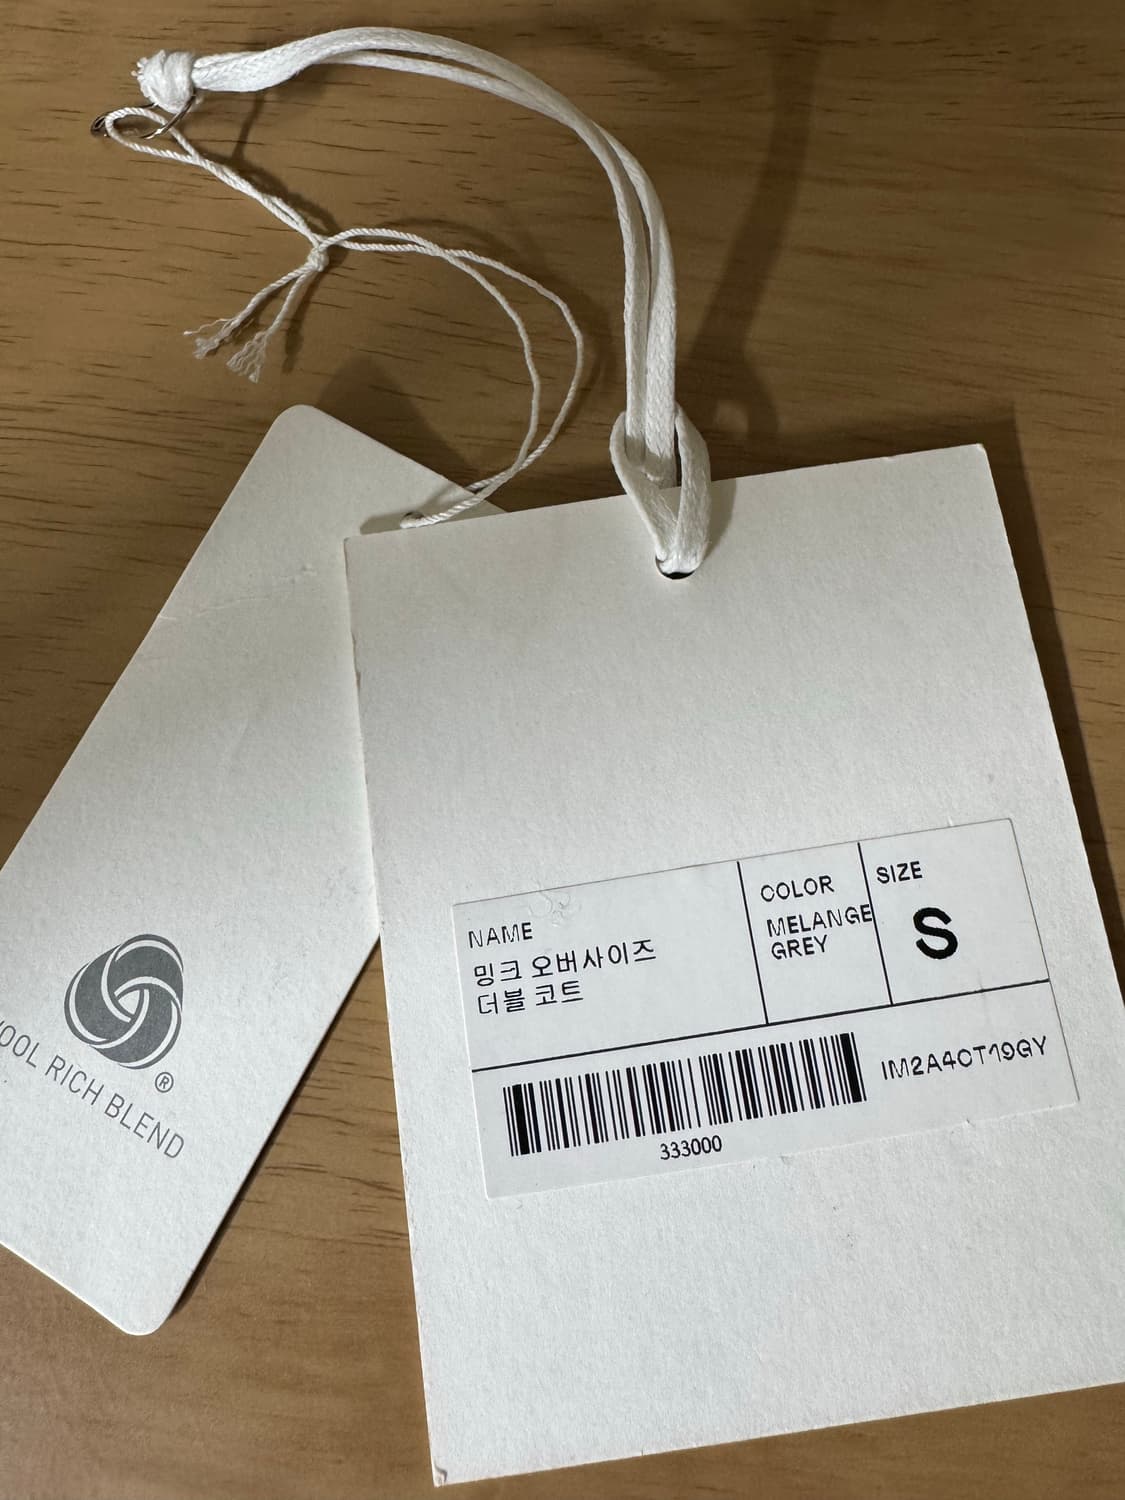 NAME
밍크 오버사이즈
더블 코트
COLOR
MELANGE
GREY
SIZE
S
333000
IM2A4CT19GY
®
WOOL RICH BLEND